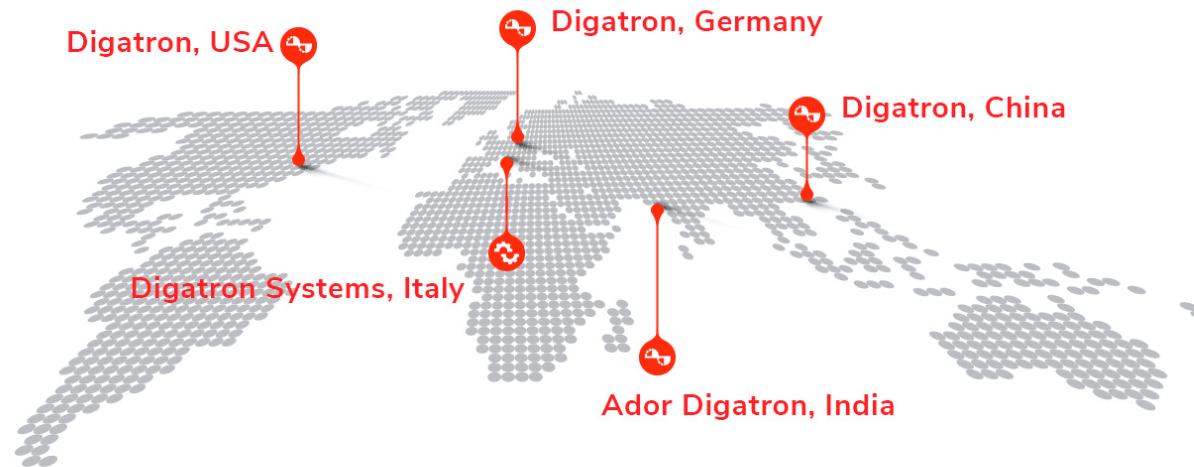 Digatron, Germany
Digatron, USA
Digatron, China
Digatron Systems, Italy
Ador Digatron, India